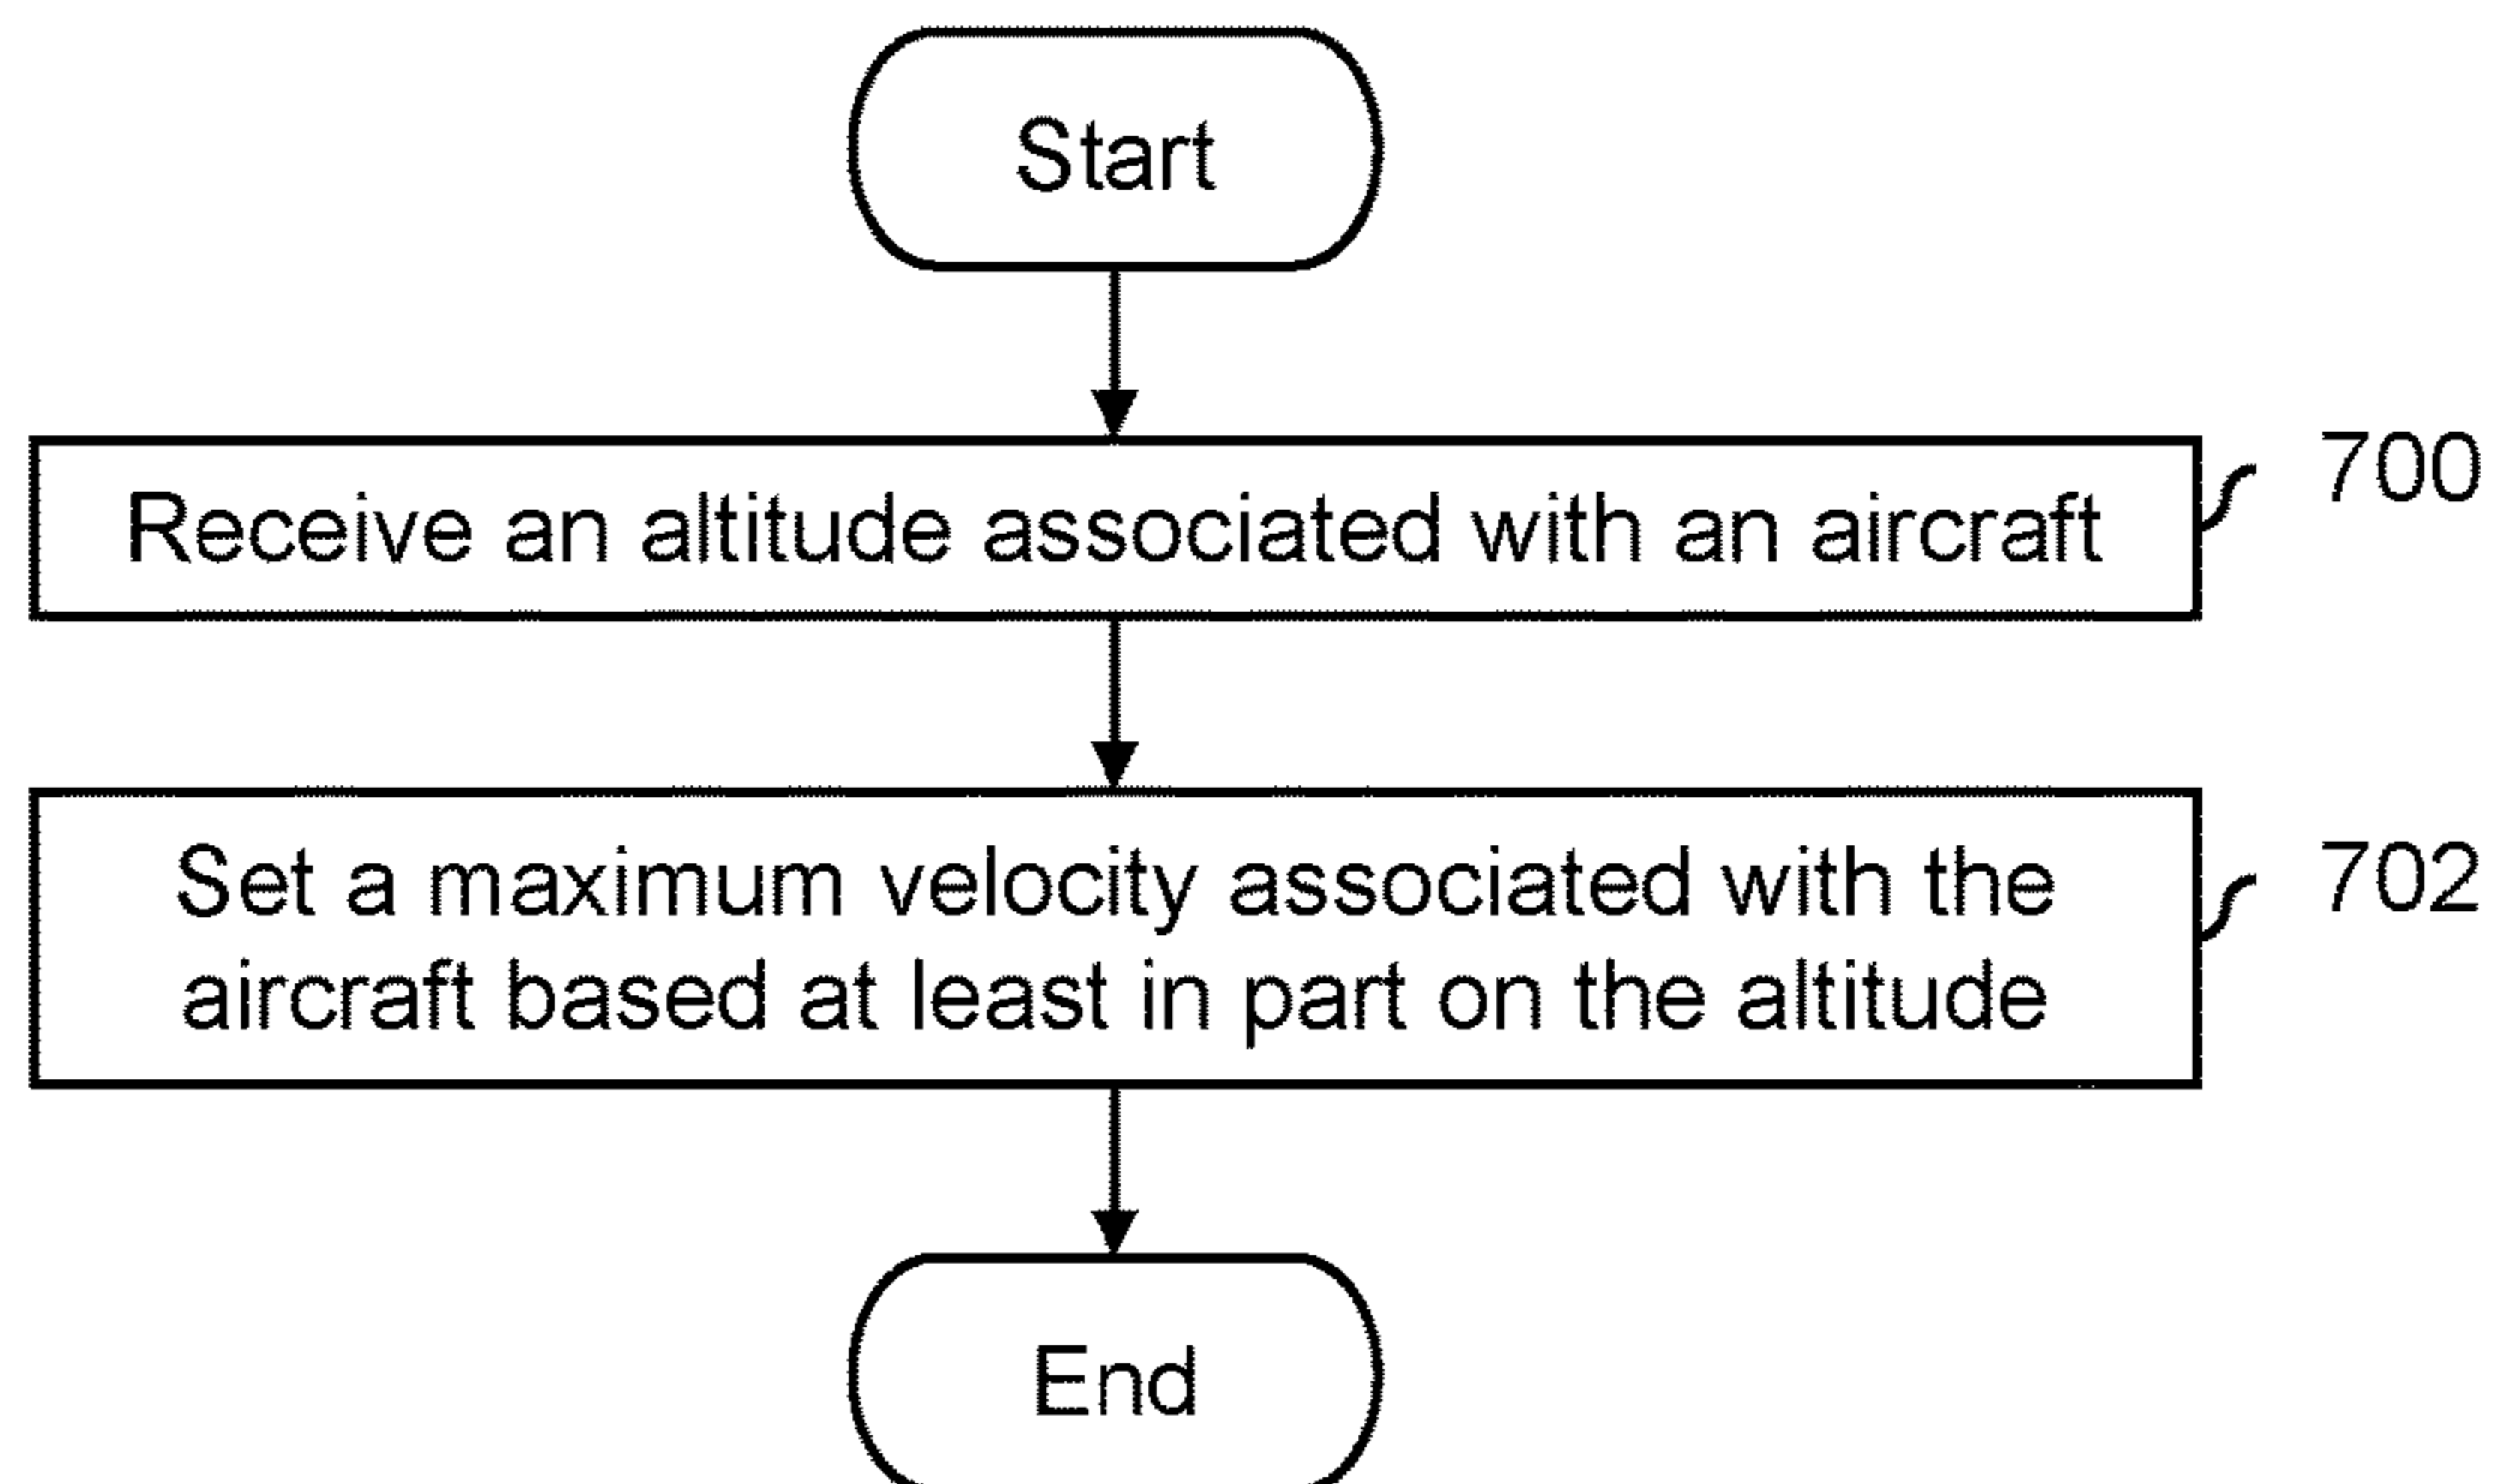 Start
Receive an altitude associated with an aircraft
700
Set a maximum velocity associated with the
aircraft based at least in part on the altitude
702
End